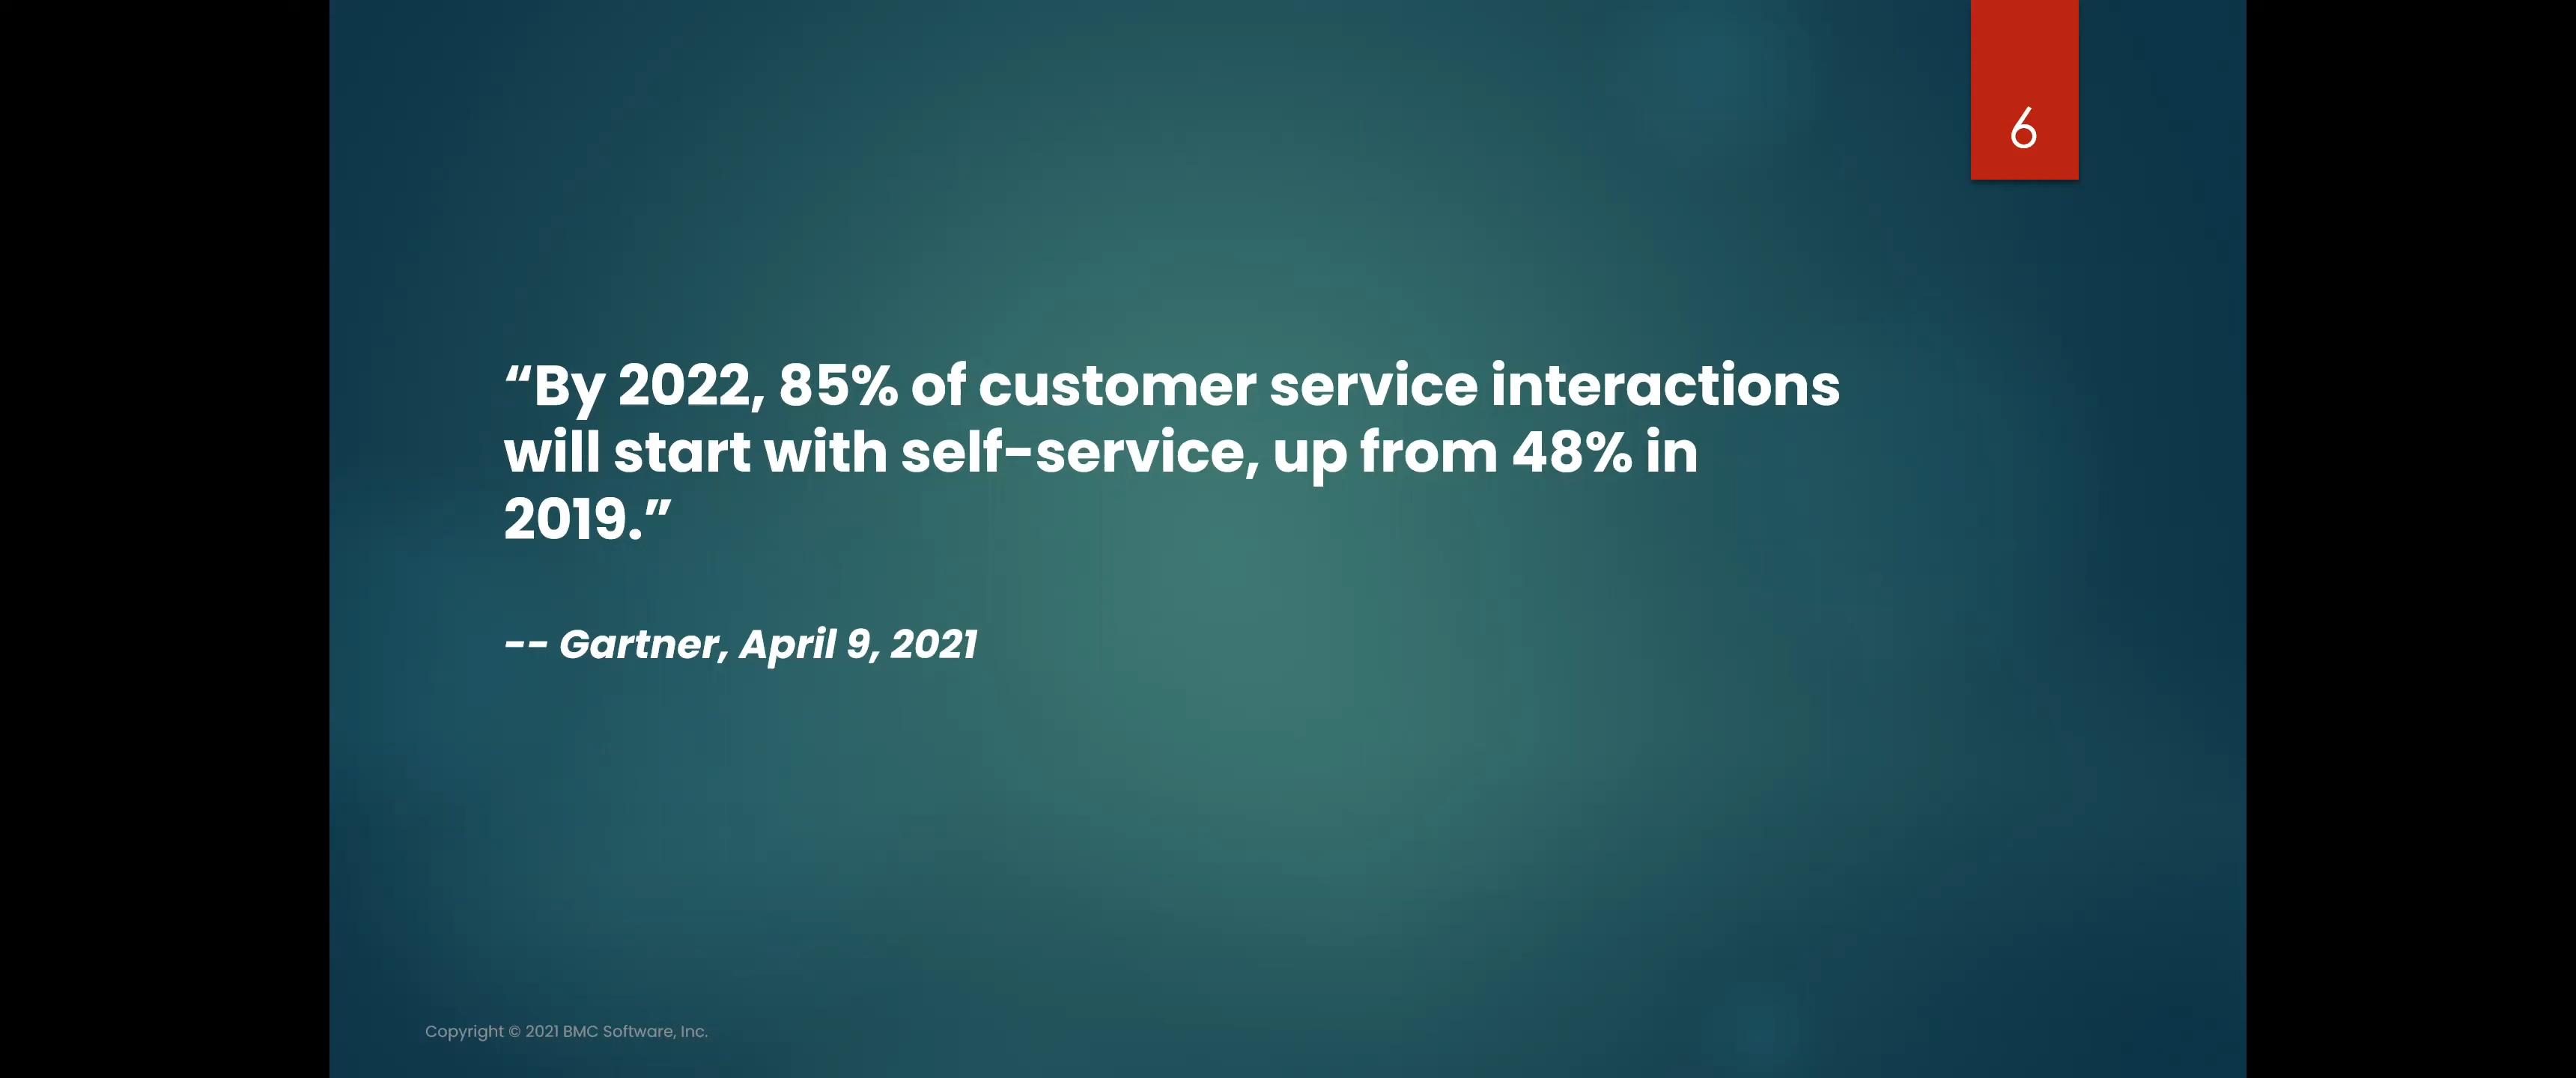 6
“By 2022, 85% of customer service interactions
will start with self-service, up from 48% in
2019.”
-- Gartner, April 9, 2021
Copyright © 2021 BMC Software, Inc.